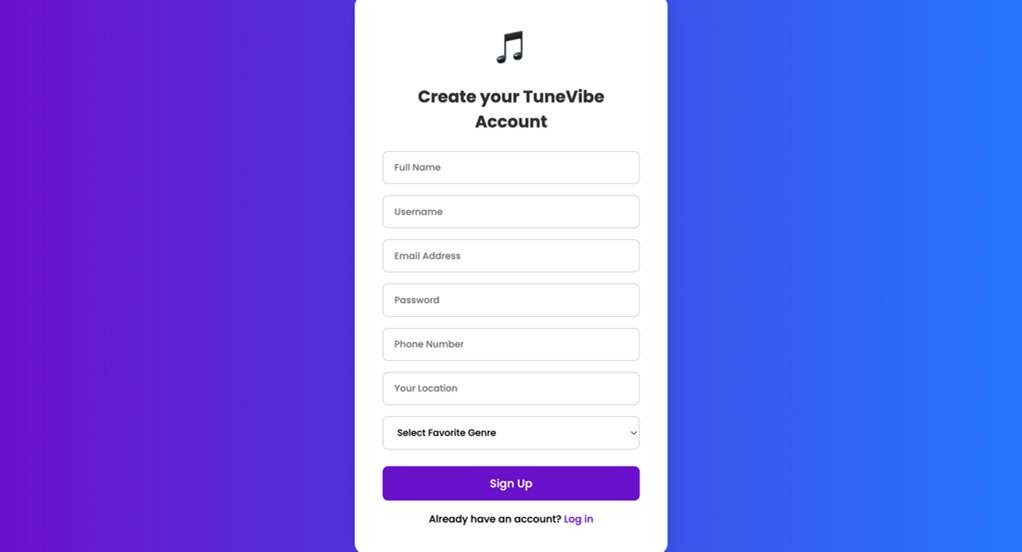 Create your TuneVibe
Account
Full Name
Username
Email Address
Password
Phone Number
Your Location
Select Favorite Genre
Sign Up
Already have an account? Log in